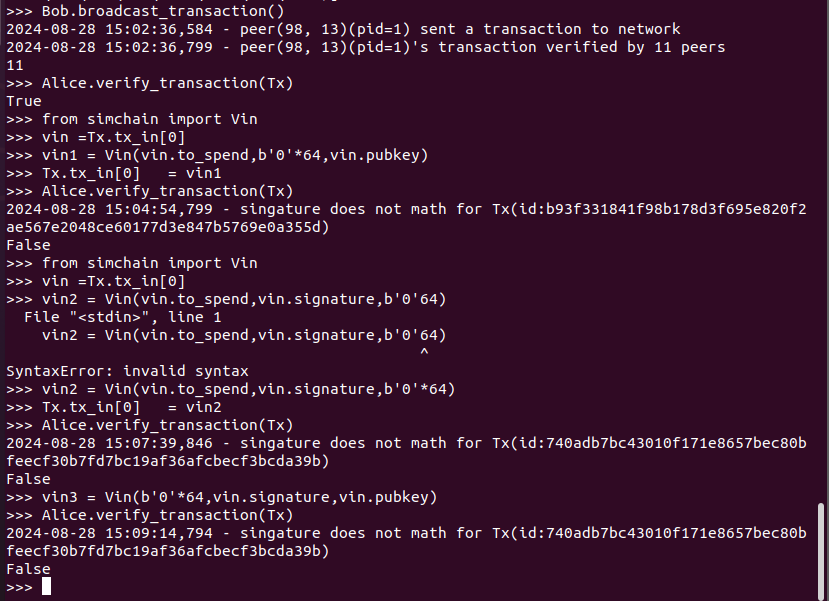 >>> Bob.broadcast_transaction()
2024-08-28 15:02:36,584 - peer(98, 13)(pid=1) sent a transaction to network
2024-08-28 15:02:36,799 - peer(98, 13)(pid=1)'s transaction verified by 11 peers
11
>>> Alice.verify_transaction(Tx)
True
>>> from simchain import Vin
>>> vin =Tx.tx_in[0]
>>> vin1 = Vin(vin.to_spend,b'0'*64,vin.pubkey)
>>> Tx.tx_in[0]   = vin1
>>> Alice.verify_transaction(Tx)
2024-08-28 15:04:54,799 - singature does not math for Tx(id:b93f331841f98b178d3f695e820f2
ae567e2048ce60177d3e847b5769e0a355d)
False
>>> from simchain import Vin
>>> vin =Tx.tx_in[0]
>>> vin2 = Vin(vin.to_spend,vin.signature,b'0'64)
  File "<stdin>", line 1
    vin2 = Vin(vin.to_spend,vin.signature,b'0'64)
                                              ^
SyntaxError: invalid syntax
>>> vin2 = Vin(vin.to_spend,vin.signature,b'0'*64)
>>> Tx.tx_in[0]   = vin2
>>> Alice.verify_transaction(Tx)
2024-08-28 15:07:39,846 - singature does not math for Tx(id:740adb7bc43010f171e8657bec80b
feecf30b7fd7bc19af36afcbecf3bcda39b)
False
>>> vin3 = Vin(b'0'*64,vin.signature,vin.pubkey)
>>> Alice.verify_transaction(Tx)
2024-08-28 15:09:14,794 - singature does not math for Tx(id:740adb7bc43010f171e8657bec80b
feecf30b7fd7bc19af36afcbecf3bcda39b)
False
>>>